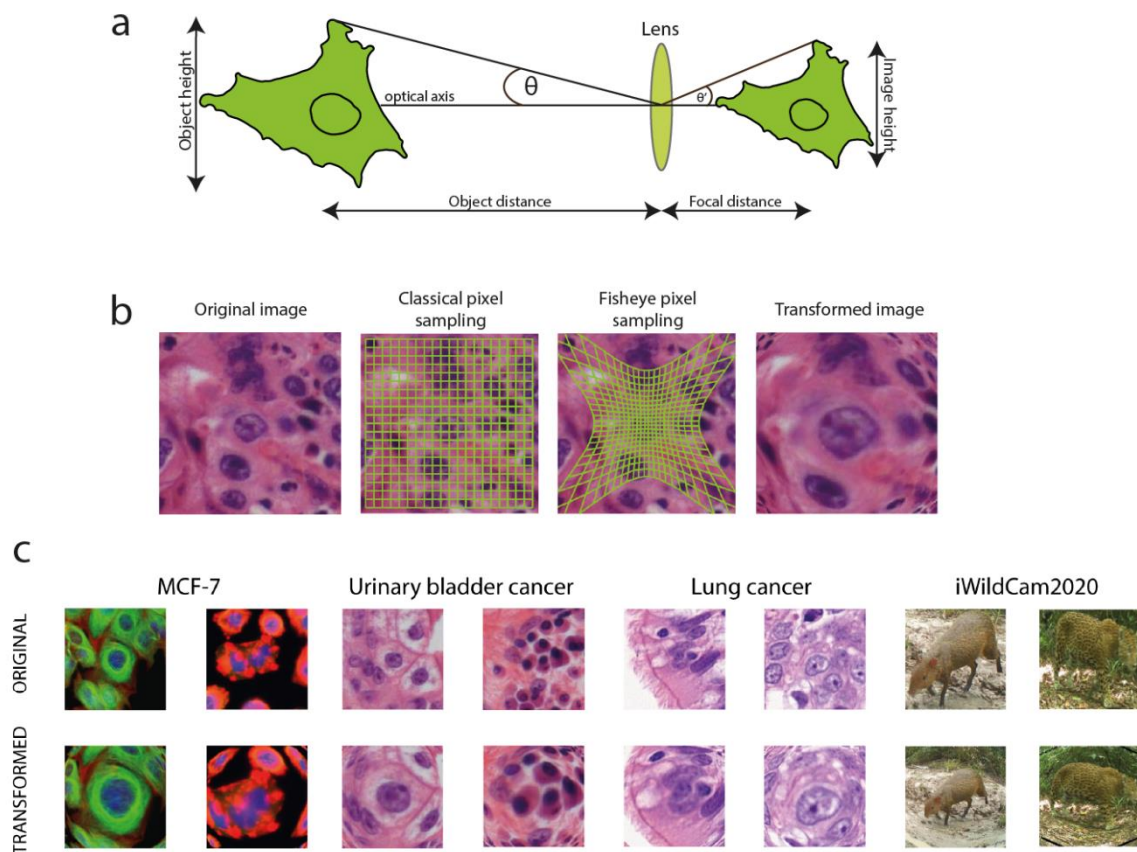 a
Object height
optical axis
θ
Lens
θ'
Image height
Object distance
Focal distance
b
Original image
Classical pixel
sampling
Fisheye pixel
sampling
Transformed image
c
MCF-7
Urinary bladder cancer
Lung cancer
iWildCam2020
ORIGINAL
TRANSFORMED